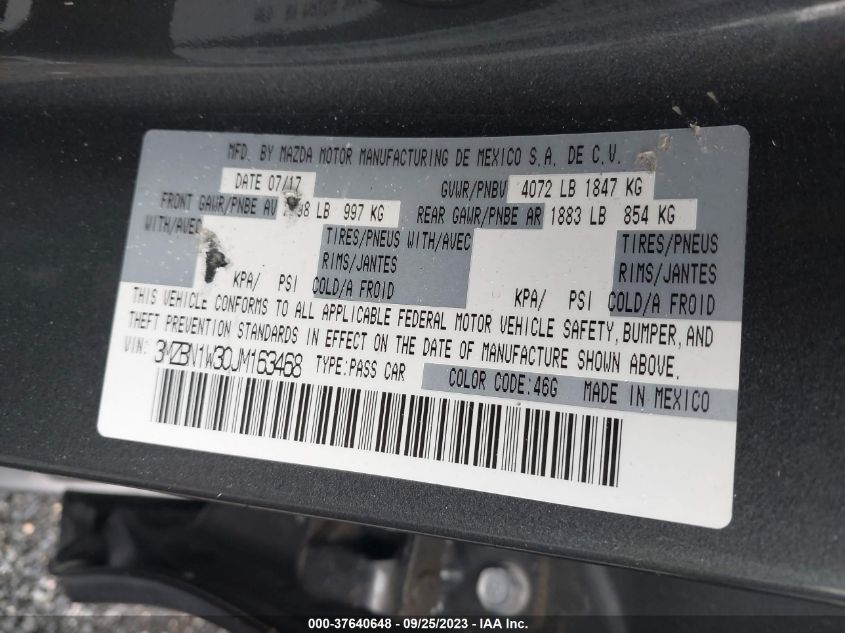 MFD. BY MAZDA MOTOR MANUFACTURING DE MEXICO S.A. DE C.V.
DATE 07/17 GVWR/PNBV 4072 LB 1847 KG
FRONT GAWR/PNBE AV LB 997 KG REAR GAWR/PNBE AR 1883 LB 854 KG
WITH/AVEC TIRES/PNEUS WITH/AVEC TIRES/PNEUS
RIMS/JANTES RIMS/JANTES
KPA/ PSI COLD/A FROID KPA/ PSI COLD/A FROID
THIS VEHICLE CONFORMS TO ALL APPLICABLE FEDERAL MOTOR VEHICLE SAFETY, BUMPER, AND
THEFT PREVENTION STANDARDS IN EFFECT ON THE DATE OF MANUFACTURE SHOWN ABOVE.
VIN: 3MZBN1W30JM163468 TYPE:PASS CAR COLOR CODE:46G MADE IN MEXICO
000-37640648 - 09/25/2023 - IAA Inc.